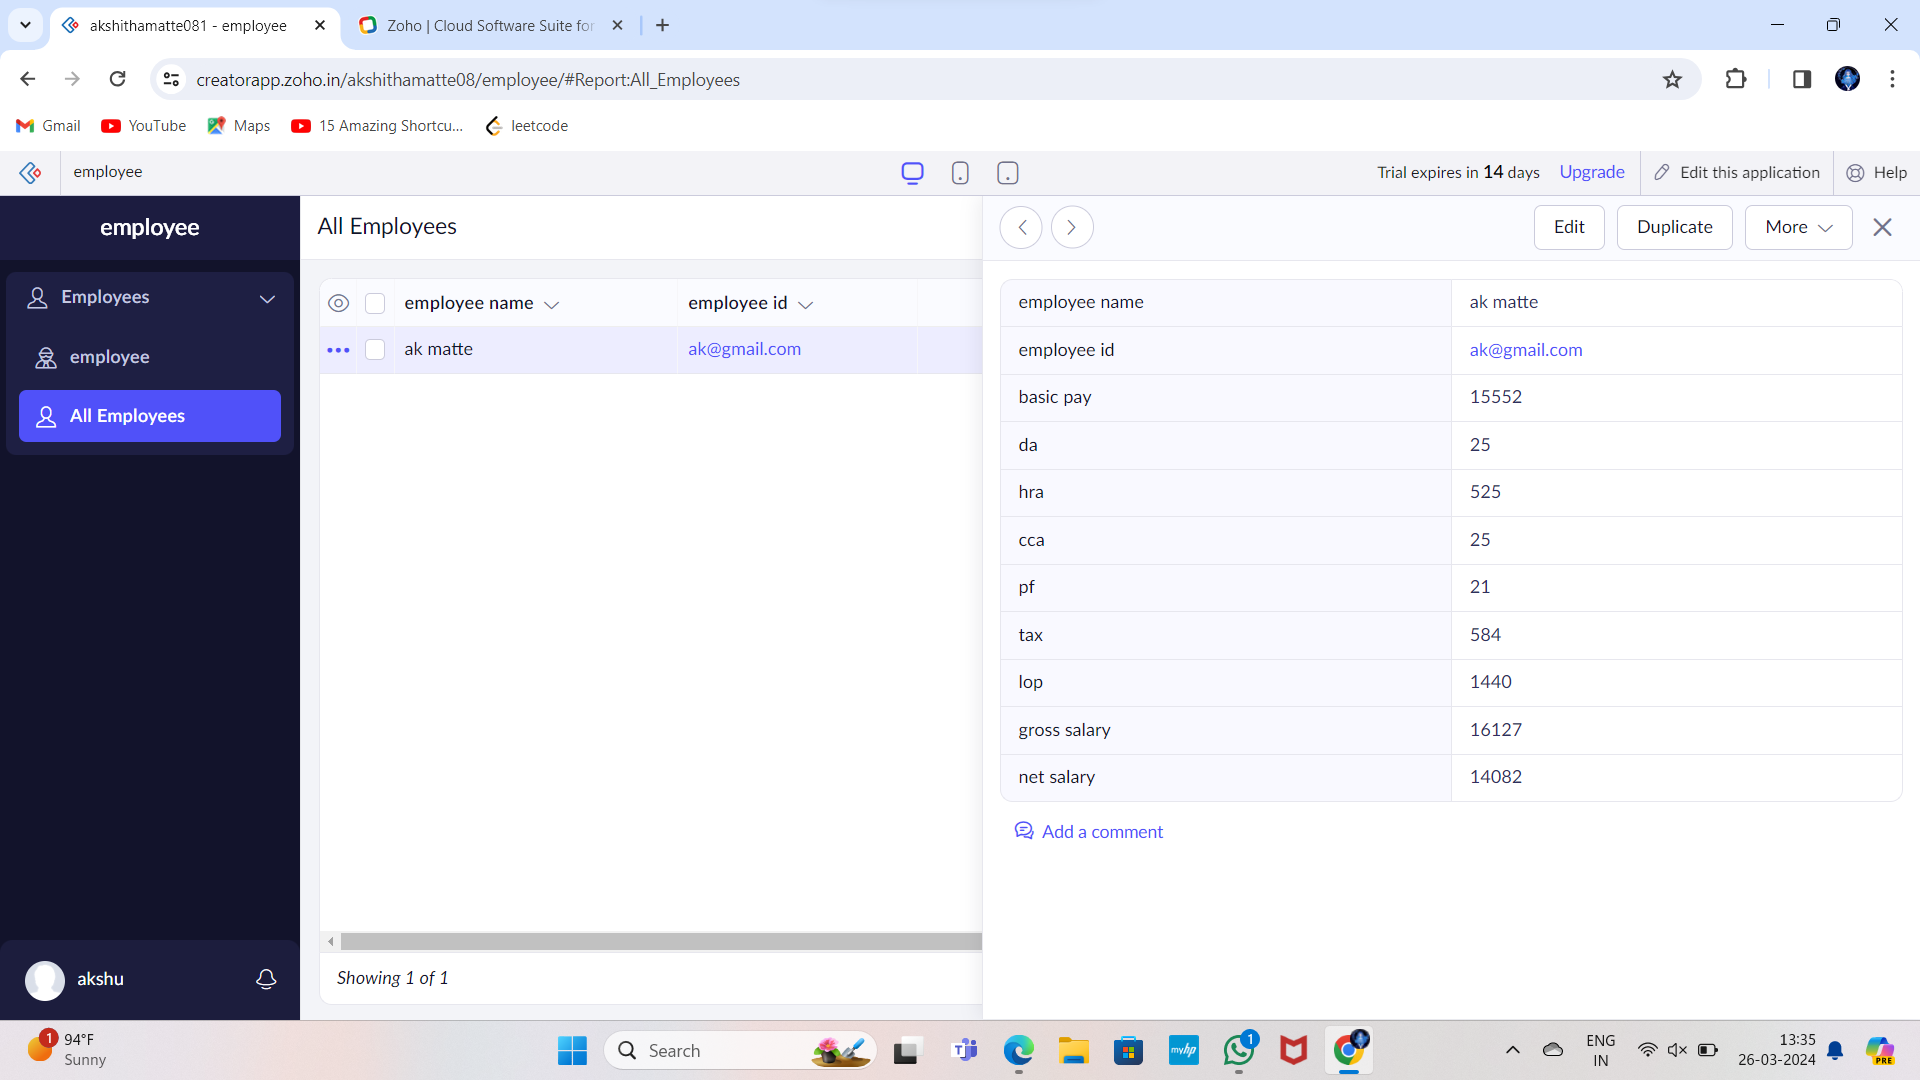 akshithamatte081 - employee
Zoho | Cloud Software Suite for
creatorapp.zoho.in/akshithamatte08/employee/#Report:All_Employees
Gmail
YouTube
Maps
15 Amazing Shortcu...
leetcode
employee
Trial expires in 14 days
Upgrade
Edit this application
Help
employee
Employees
employee
All Employees
akshu
All Employees
employee name
employee id
ak matte
ak@gmail.com
Showing 1 of 1
Edit
Duplicate
More
employee name ak matte
employee id ak@gmail.com
basic pay 15552
da 25
hra 525
cca 25
pf 21
tax 584
lop 1440
gross salary 16127
net salary 14082
Add a comment
1
94°F
Sunny
Search
myhp
1
ENG
IN
13:35
26-03-2024
PRE